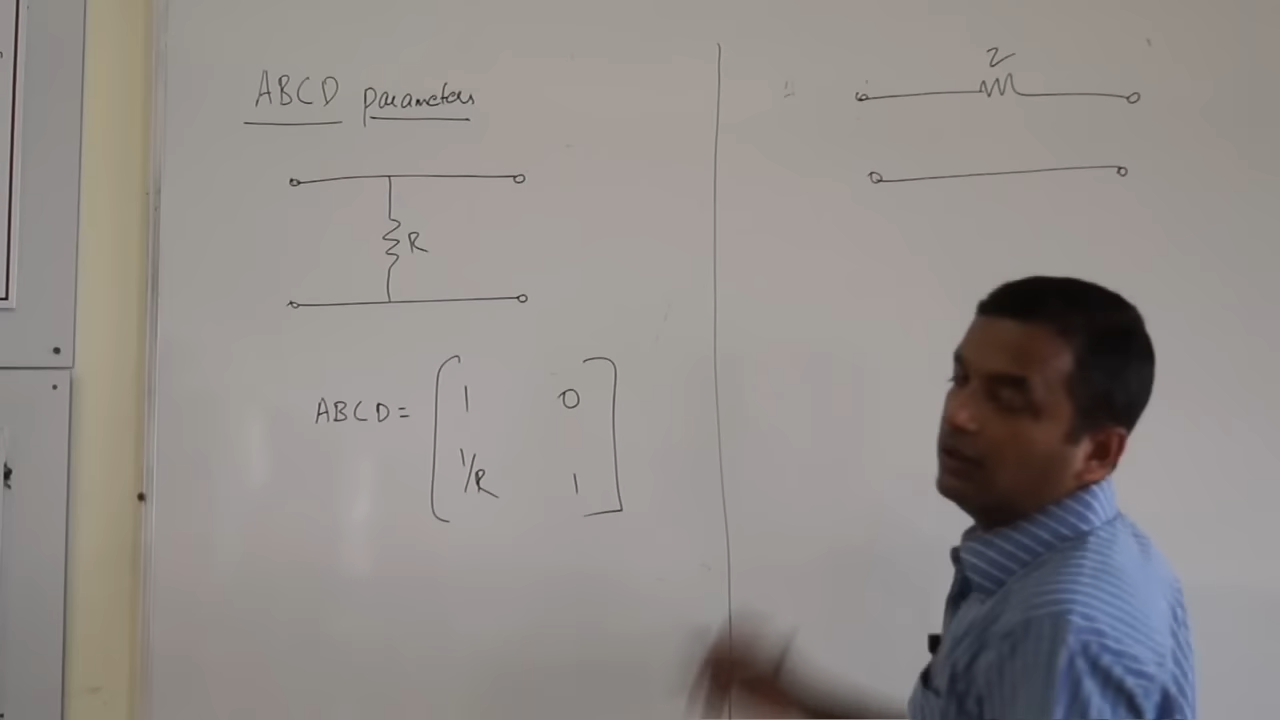 ABCD parameters
R
ABCD = [ 1 0
1/R 1 ]
Z